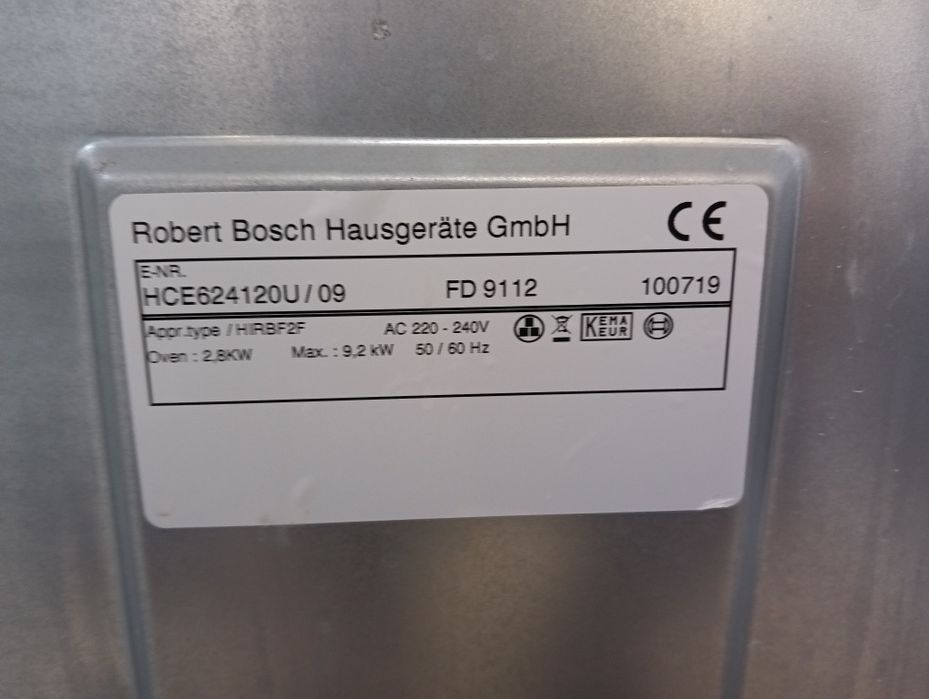 Robert Bosch Hausgeräte GmbH CE
E-NR.
HCE624120U / 09 FD 9112 100719
Appr.type / HIRBF2F AC 220 - 240V KEMA KEUR
Oven : 2,8KW Max. : 9,2 kW 50 / 60 Hz